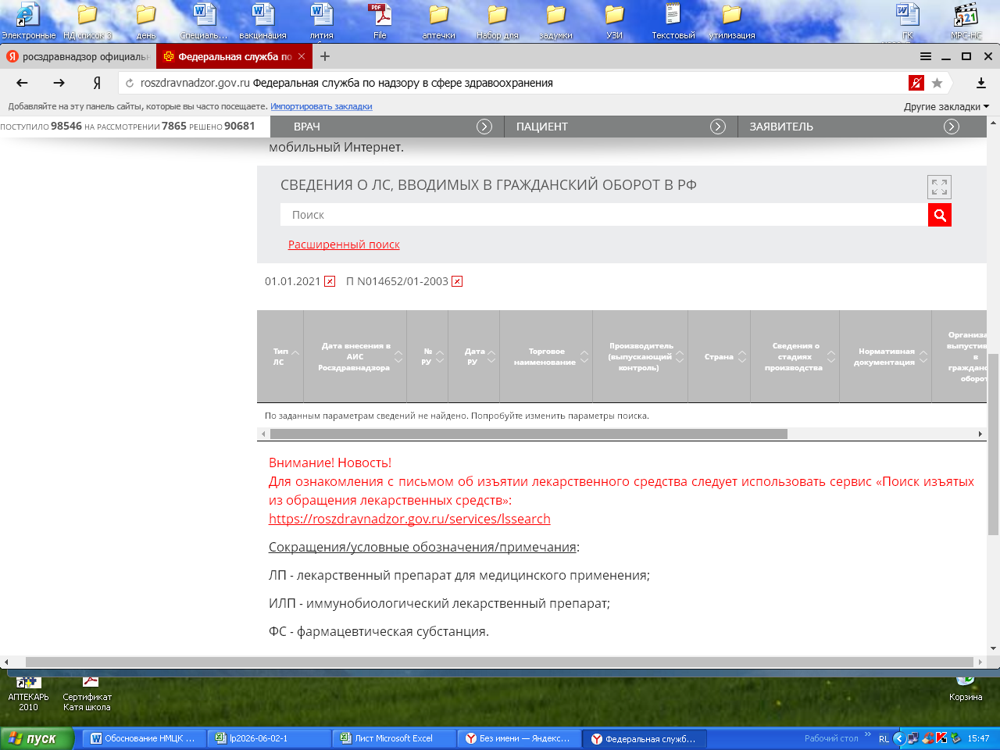 Электронные
НД список 3
день
Специаль...
вакцинация
лития
File
аптечки
Набор для
задумки
УЗИ
Текстовый
утилизация
ГК
МРС-НС
росздравнадзор официальн
Федеральная служба по
roszdravnadzor.gov.ru Федеральная служба по надзору в сфере здравоохранения
Добавляйте на эту панель сайты, которые вы часто посещаете. Импортировать закладки
Другие закладки
ПОСТУПИЛО 98546 НА РАССМОТРЕНИИ 7865 РЕШЕНО 90681
ВРАЧ
ПАЦИЕНТ
ЗАЯВИТЕЛЬ
мобильный Интернет.
СВЕДЕНИЯ О ЛС, ВВОДИМЫХ В ГРАЖДАНСКИЙ ОБОРОТ В РФ
Поиск
Расширенный поиск
01.01.2021 П N014652/01-2003
Тип ЛС
Дата внесения в АИС Росздравнадзора
№ РУ
Дата РУ
Торговое наименование
Производитель (выпускающий контроль)
Страна
Сведения о стадиях производства
Нормативная документация
Организа выпустив в гражданс оборот
По заданным параметрам сведений не найдено. Попробуйте изменить параметры поиска.
Внимание! Новость!
Для ознакомления с письмом об изъятии лекарственного средства следует использовать сервис «Поиск изъятых
из обращения лекарственных средств»:
https://roszdravnadzor.gov.ru/services/lssearch
Сокращения/условные обозначения/примечания:
ЛП - лекарственный препарат для медицинского применения;
ИЛП - иммунобиологический лекарственный препарат;
ФС - фармацевтическая субстанция.
АПТЕКАРЬ
2010
Сертификат
Катя школа
Корзина
пуск
Обоснование НМЦК ...
lp2026-06-02-1
Лист Microsoft Excel
Без имени — Яндекс...
Федеральная служб...
Рабочий стол
RL
15:47